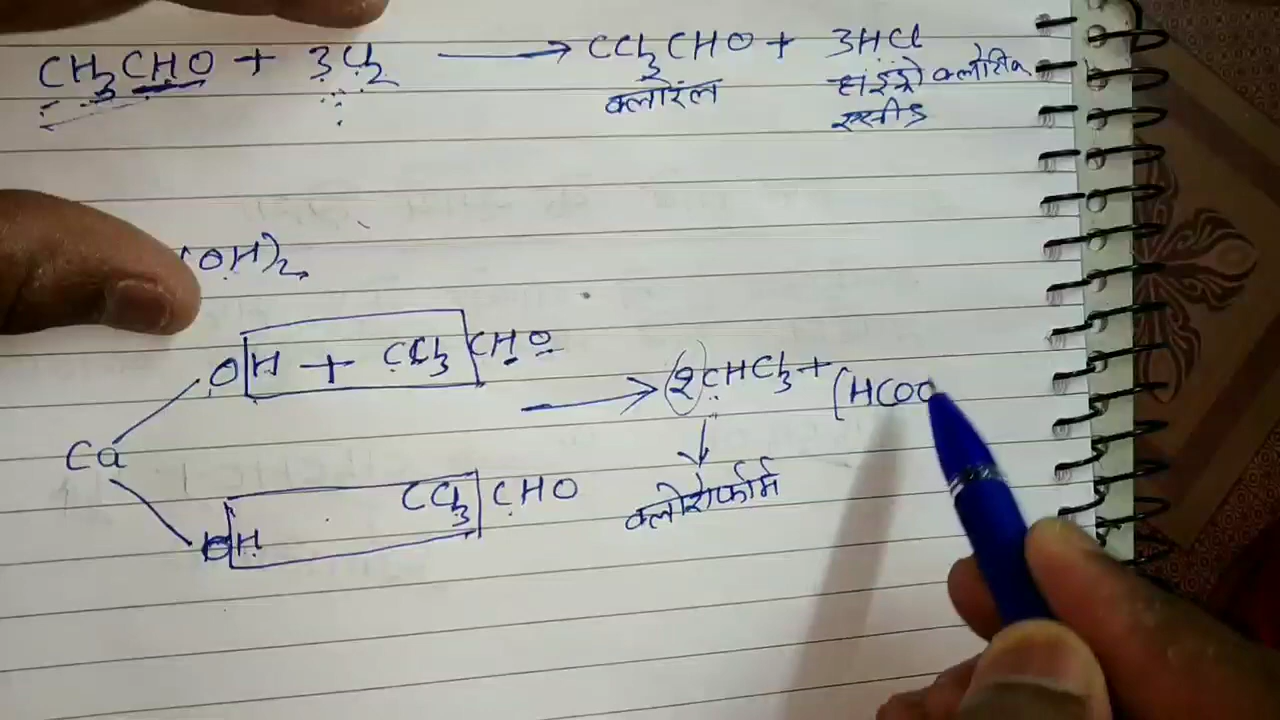 CH3CHO + 3Cl2 ⟶ CCl3CHO + 3HCl
क्लोरल हाइड्रो क्लोरिक
एसीड
(OH)2
OH + CCl3 CHO ⟶ (2)CHCl3 + (HCOO
Ca
CCl3 CHO क्लोरोफॉर्म
OH